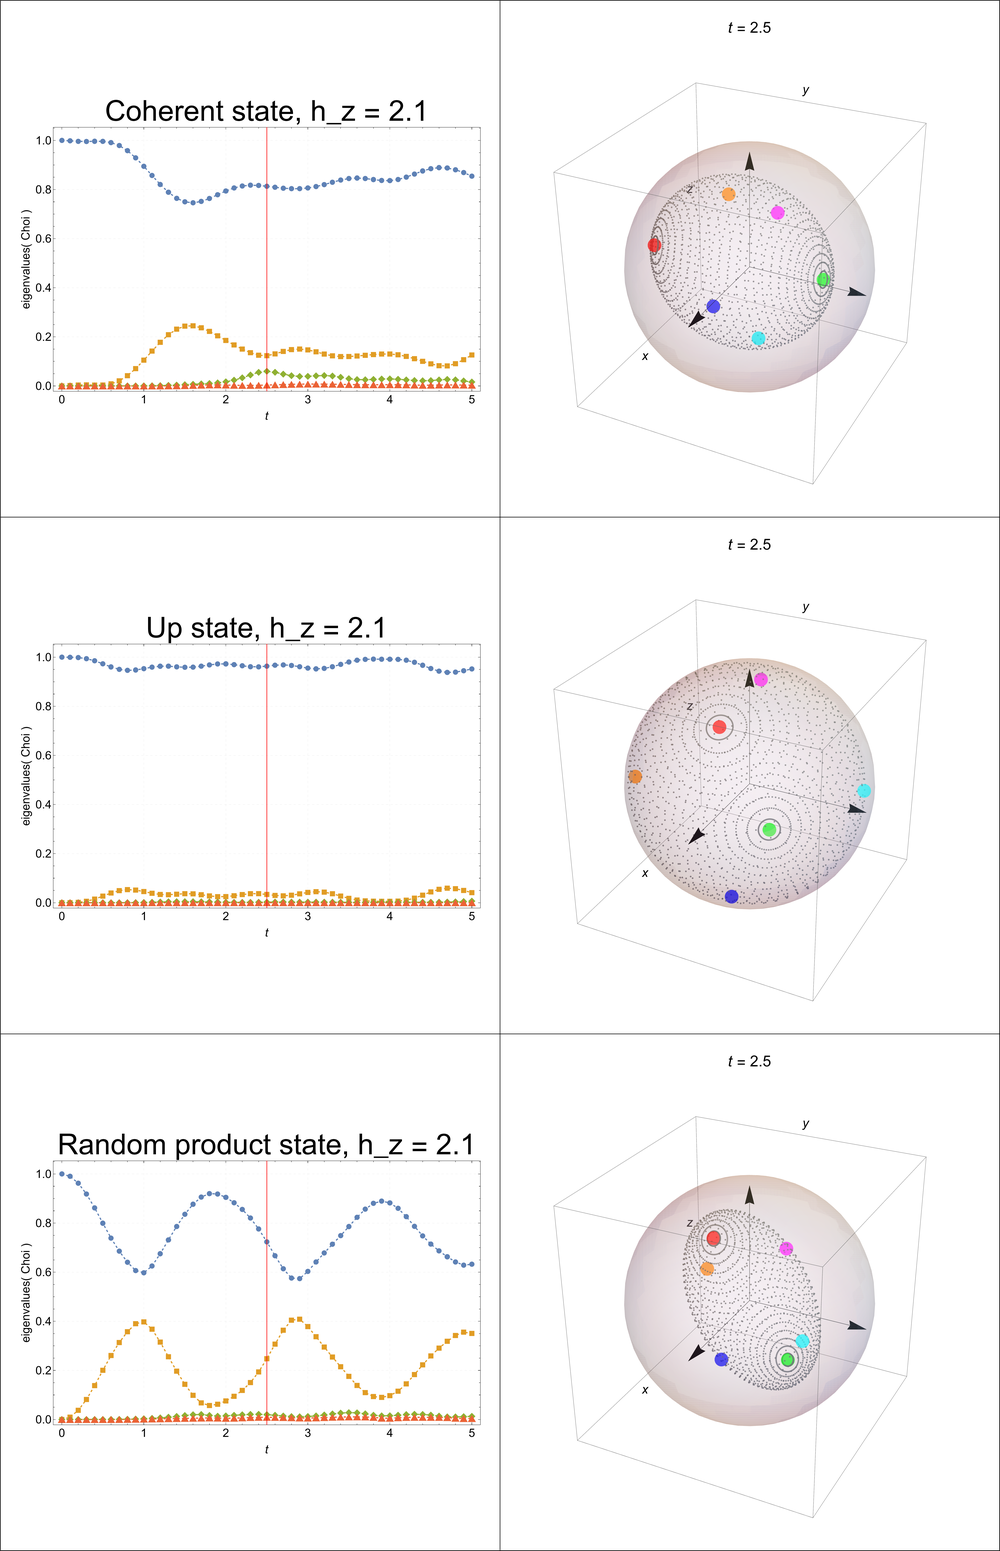 Coherent state, h_z = 2.1
eigenvalues( Choi )
1.0
0.8
0.6
0.4
0.2
0.0
0 1 2 3 4 5
t
t = 2.5
y
z
x
Up state, h_z = 2.1
eigenvalues( Choi )
1.0
0.8
0.6
0.4
0.2
0.0
0 1 2 3 4 5
t
t = 2.5
y
z
x
Random product state, h_z = 2.1
eigenvalues( Choi )
1.0
0.8
0.6
0.4
0.2
0.0
0 1 2 3 4 5
t
t = 2.5
y
z
x